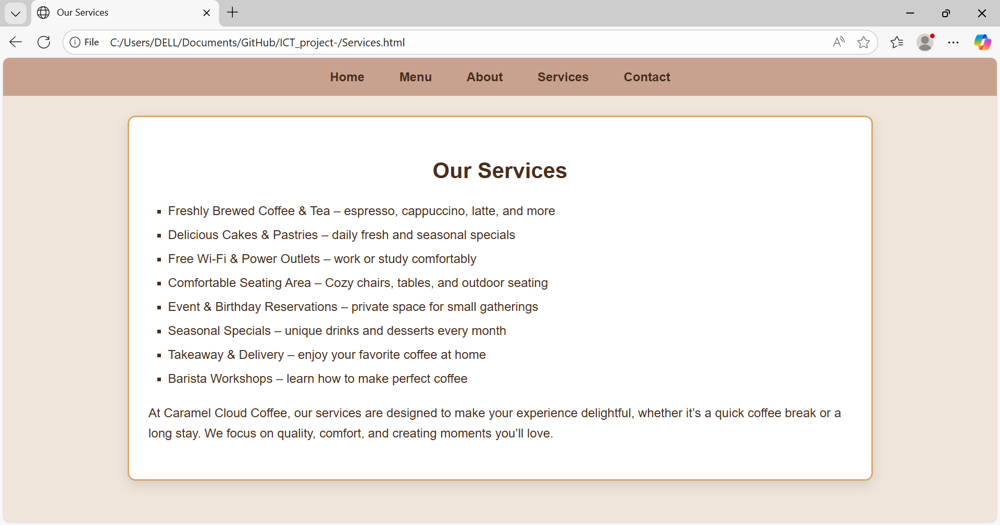 Our Services
File C:/Users/DELL/Documents/GitHub/ICT_project-/Services.html
Home Menu About Services Contact
Our Services
▪ Freshly Brewed Coffee & Tea – espresso, cappuccino, latte, and more
▪ Delicious Cakes & Pastries – daily fresh and seasonal specials
▪ Free Wi-Fi & Power Outlets – work or study comfortably
▪ Comfortable Seating Area – Cozy chairs, tables, and outdoor seating
▪ Event & Birthday Reservations – private space for small gatherings
▪ Seasonal Specials – unique drinks and desserts every month
▪ Takeaway & Delivery – enjoy your favorite coffee at home
▪ Barista Workshops – learn how to make perfect coffee
At Caramel Cloud Coffee, our services are designed to make your experience delightful, whether it’s a quick coffee break or a
long stay. We focus on quality, comfort, and creating moments you’ll love.